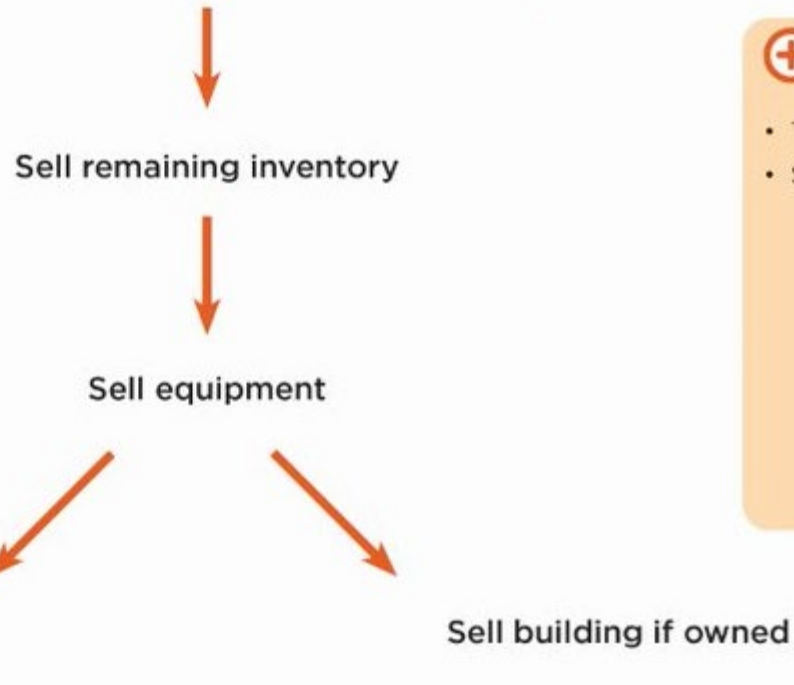 Sell remaining inventory
Sell equipment
Sell building if owned